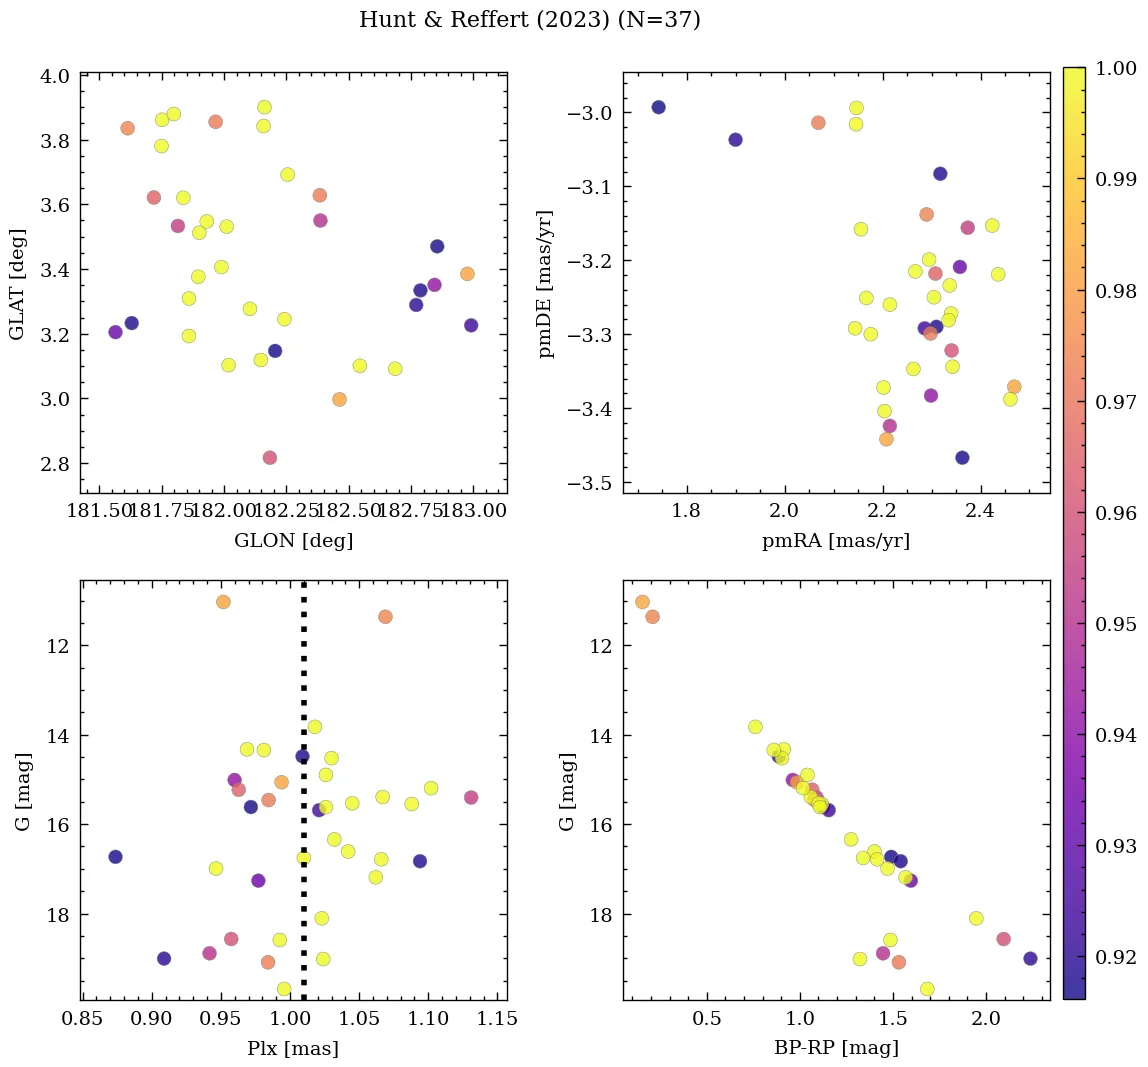 Hunt & Reffert (2023) (N=37)
4.0
3.8
3.6
3.4
3.2
3.0
2.8
GLAT [deg]
181.50 181.75 182.00 182.25 182.50 182.75 183.00
GLON [deg]
−3.0
−3.1
−3.2
−3.3
−3.4
−3.5
pmDE [mas/yr]
1.8 2.0 2.2 2.4
pmRA [mas/yr]
12
14
16
18
G [mag]
0.85 0.90 0.95 1.00 1.05 1.10 1.15
Plx [mas]
12
14
16
18
G [mag]
0.5 1.0 1.5 2.0
BP-RP [mag]
1.00
0.99
0.98
0.97
0.96
0.95
0.94
0.93
0.92